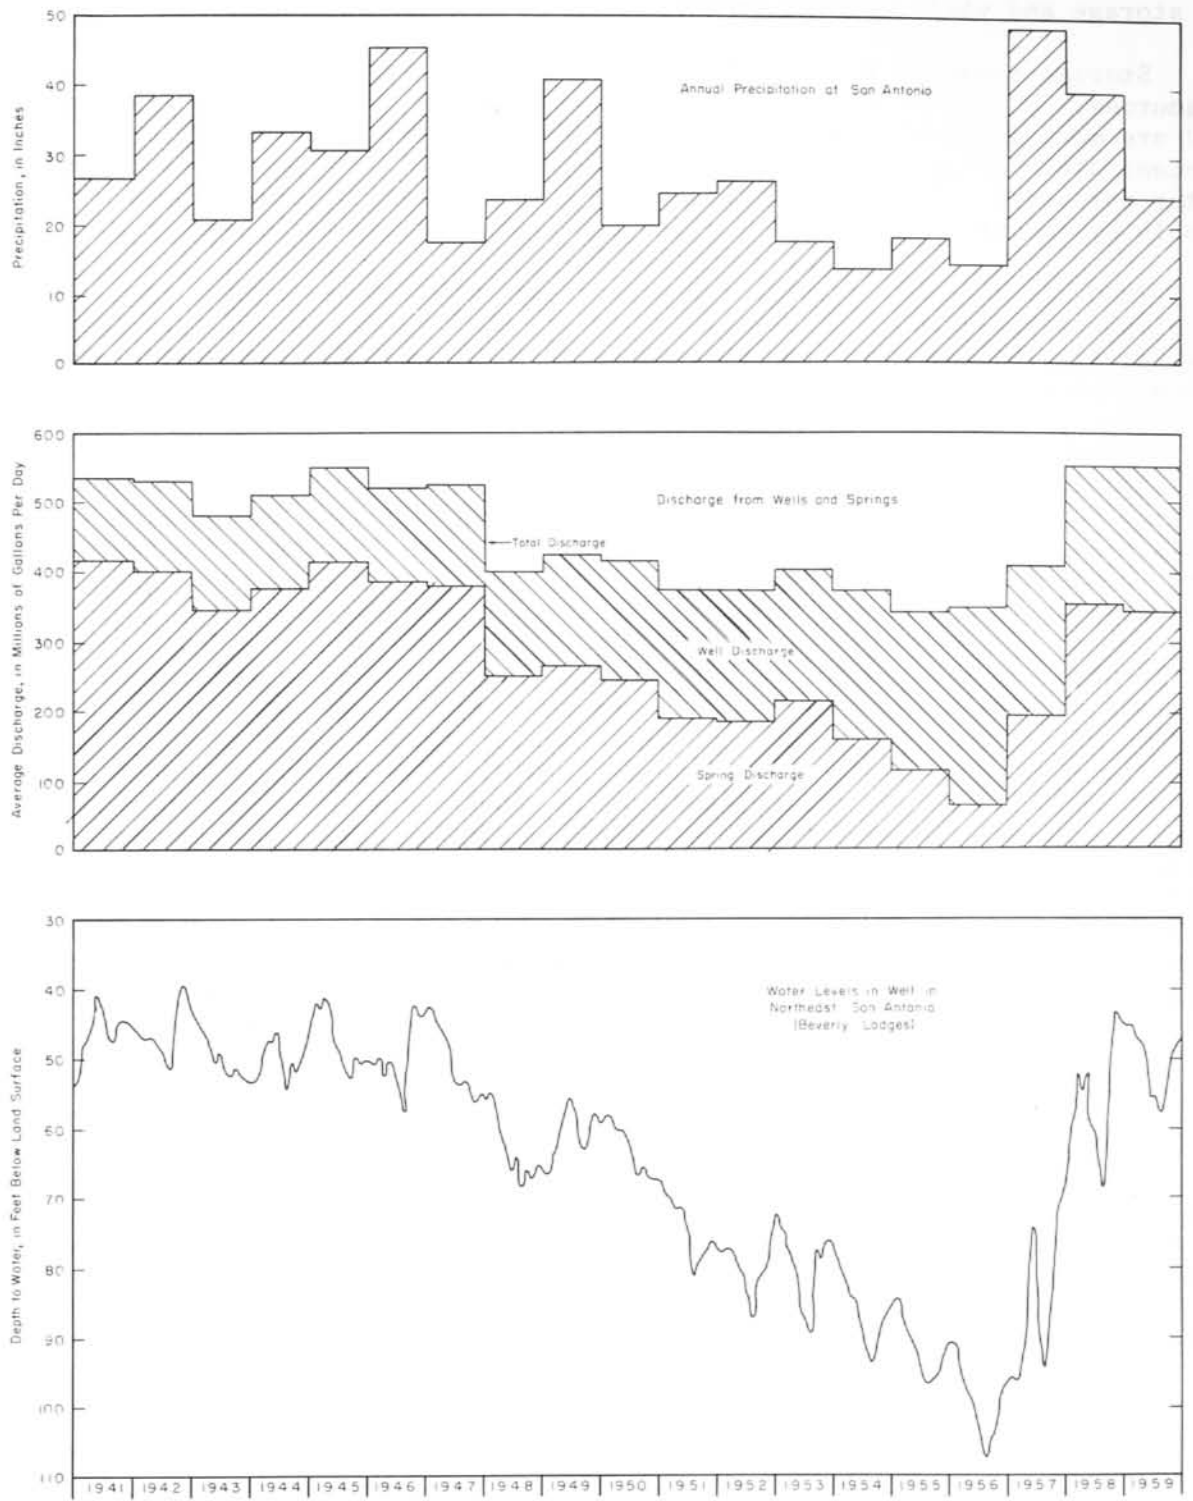 50
40
30
20
10
0
Precipitation, in Inches
Annual Precipitation at San Antonio
600
500
400
300
200
100
0
Average Discharge, in Millions of Gallons Per Day
Discharge from Wells and Springs
Total Discharge
Well Discharge
Spring Discharge
30
40
50
60
70
80
90
100
110
Depth to Water, in Feet Below Land Surface
Water Levels in Well in
Northeast San Antonio
(Beverly Lodges)
1941 1942 1943 1944 1945 1946 1947 1948 1949 1950 1951 1952 1953 1954 1955 1956 1957 1958 1959